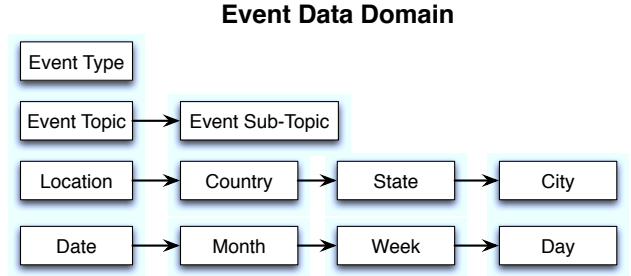 Event Data Domain
Event Type
Event Topic
Event Sub-Topic
Location
Country
State
City
Date
Month
Week
Day